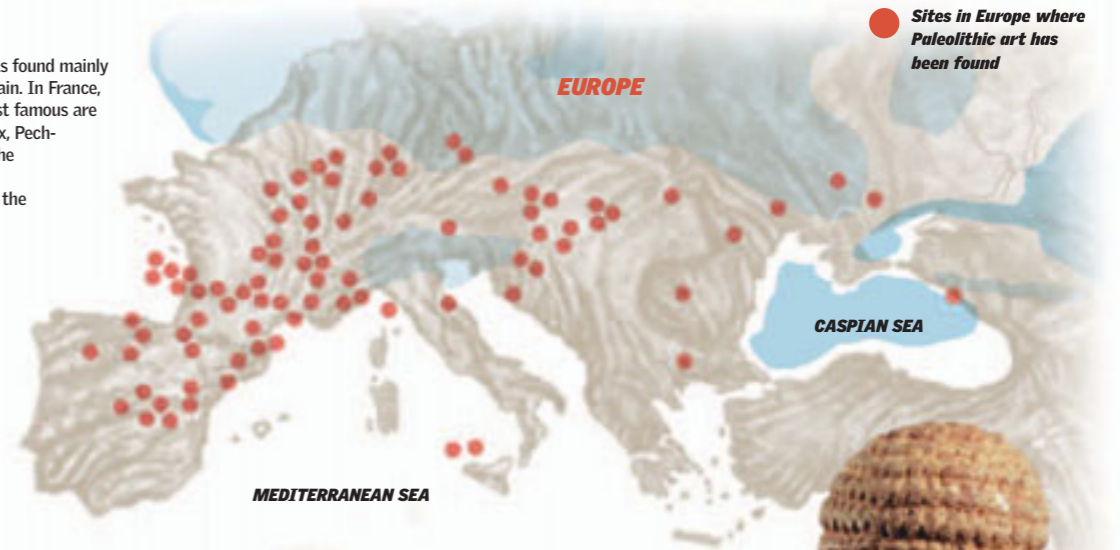 s found mainly
ain. In France,
st famous are
x, Pech-
he
the
EUROPE
Sites in Europe where
Paleolithic art has
been found
CASPIAN SEA
MEDITERRANEAN SEA